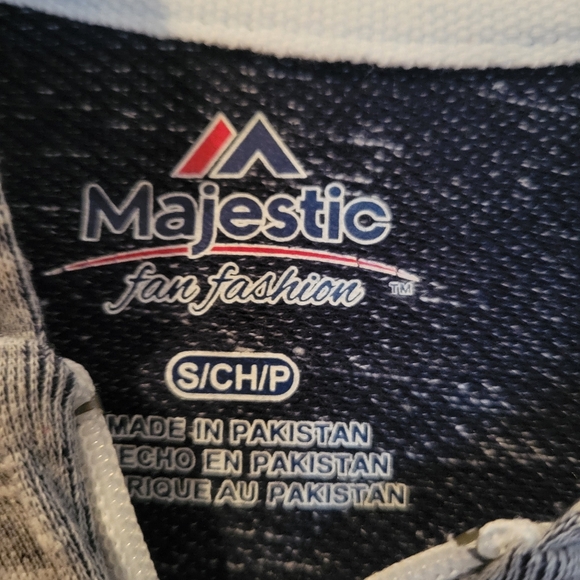 Majestic
fan fashion ™
S/CH/P
MADE IN PAKISTAN
ECHO EN PAKISTAN
RIQUE AU PAKISTAN